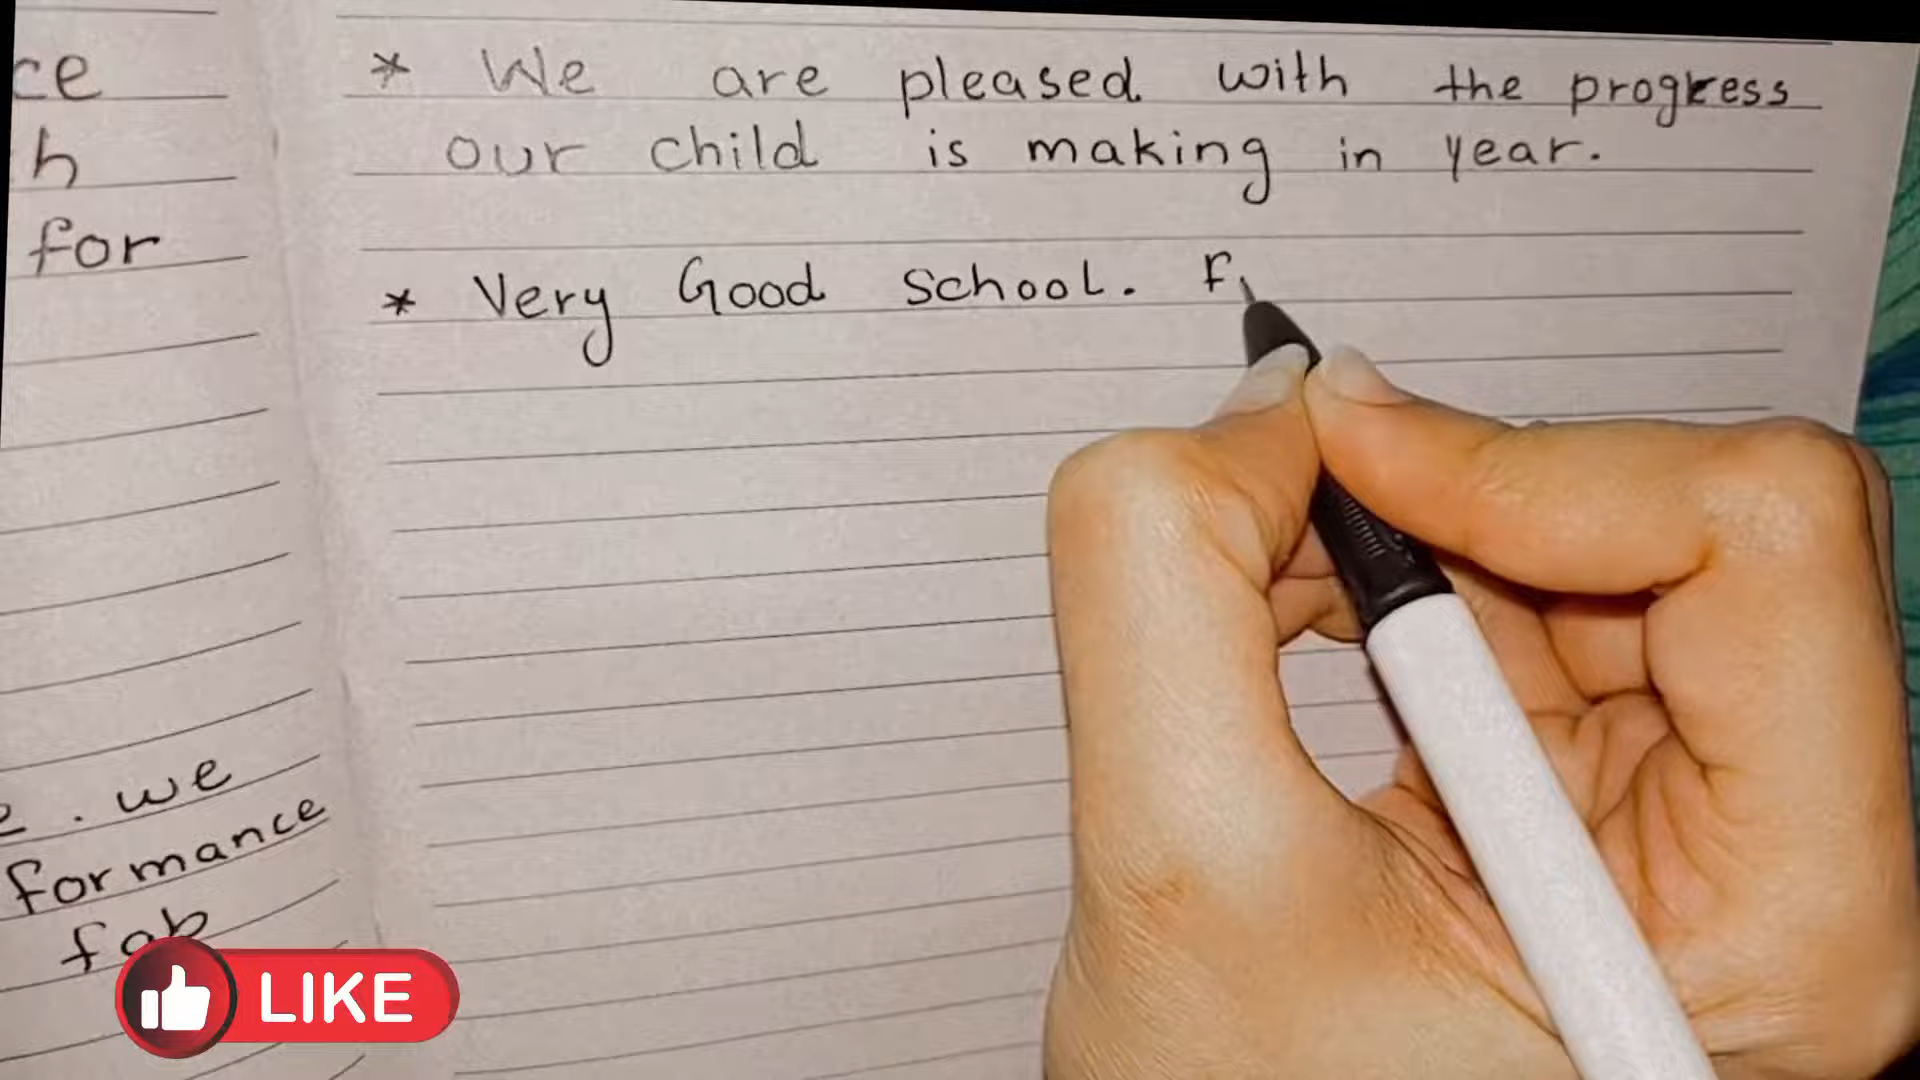 ce
h
for
. we
formance
fab
* We are pleased with the progress
our child is making in year.
* Very Good School. F
LIKE